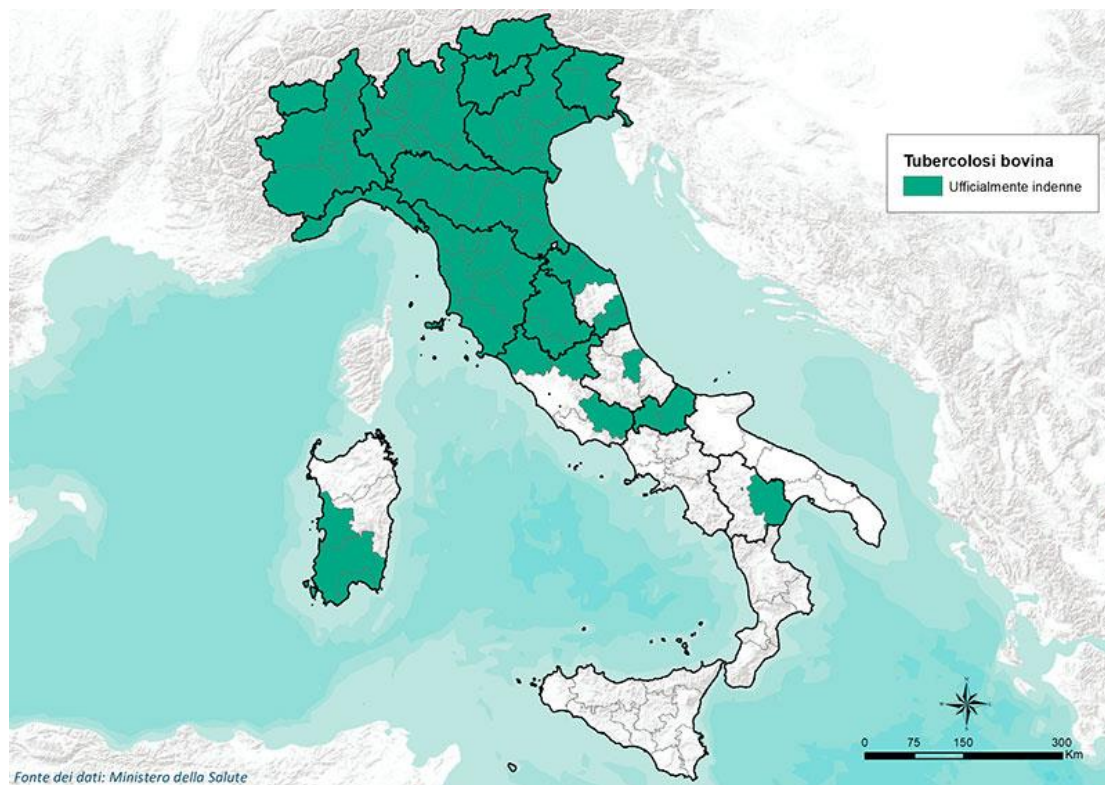 Tubercolosi bovina
Ufficialmente indenne
0 75 150 300
Km
Fonte dei dati: Ministero della Salute